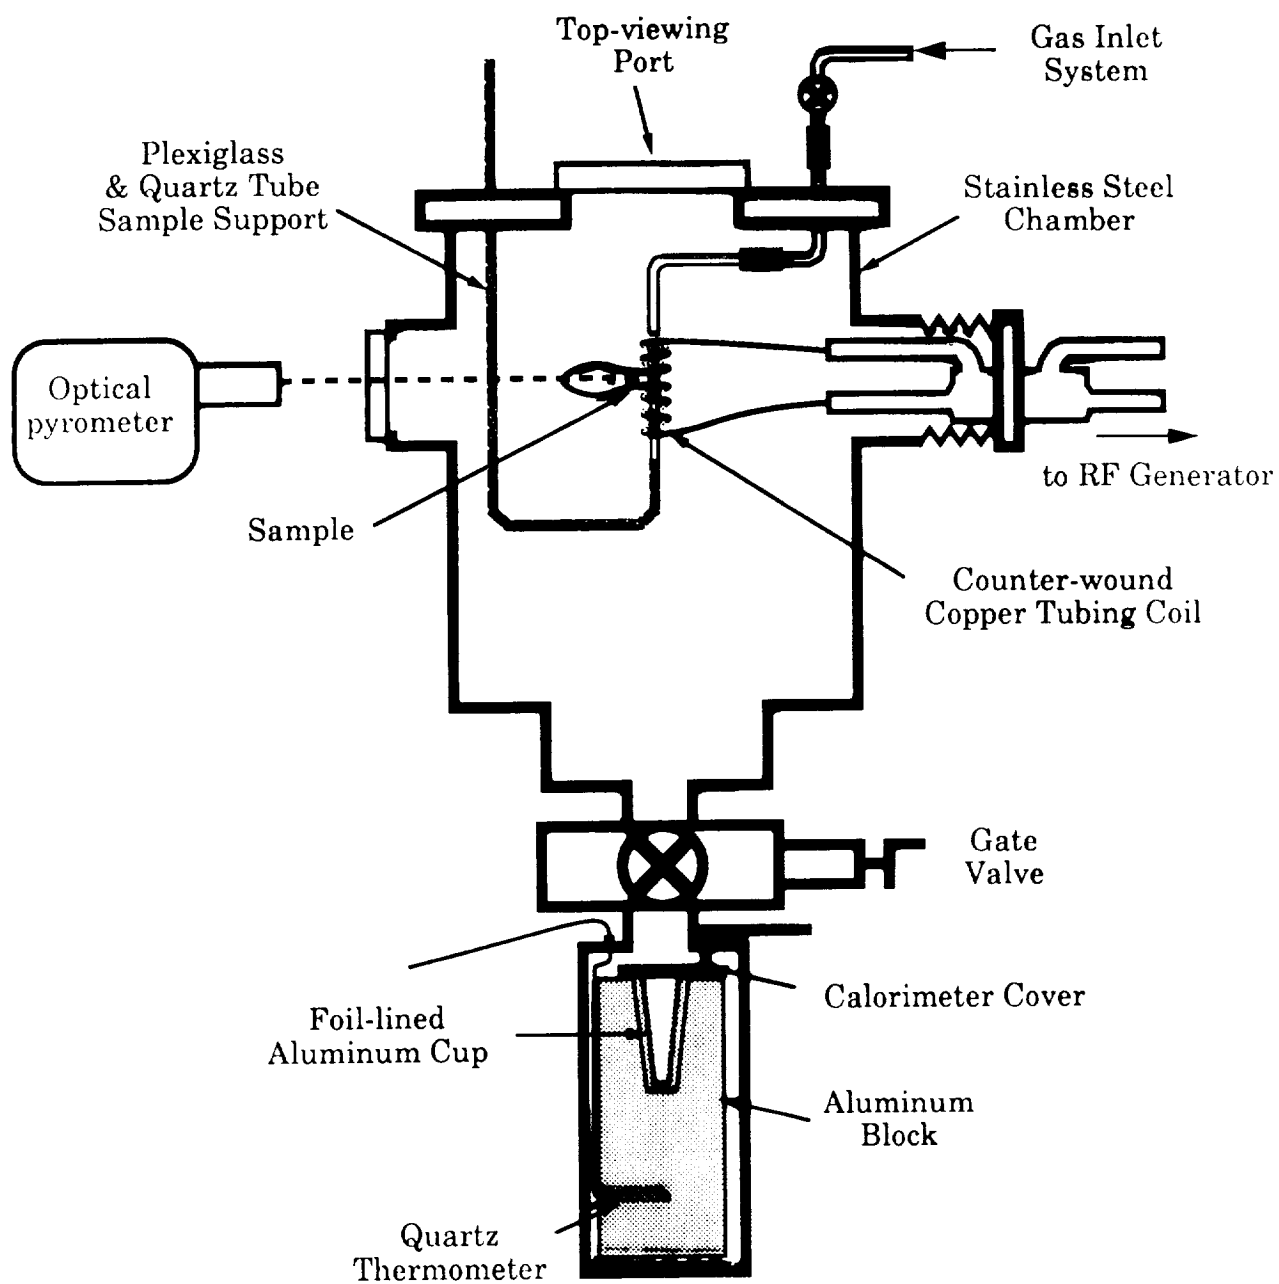 Top-viewing
Port
Gas Inlet
System
Plexiglass
& Quartz Tube
Sample Support
Stainless Steel
Chamber
Optical
pyrometer
to RF Generator
Sample
Counter-wound
Copper Tubing Coil
Gate
Valve
Calorimeter Cover
Foil-lined
Aluminum Cup
Aluminum
Block
Quartz
Thermometer